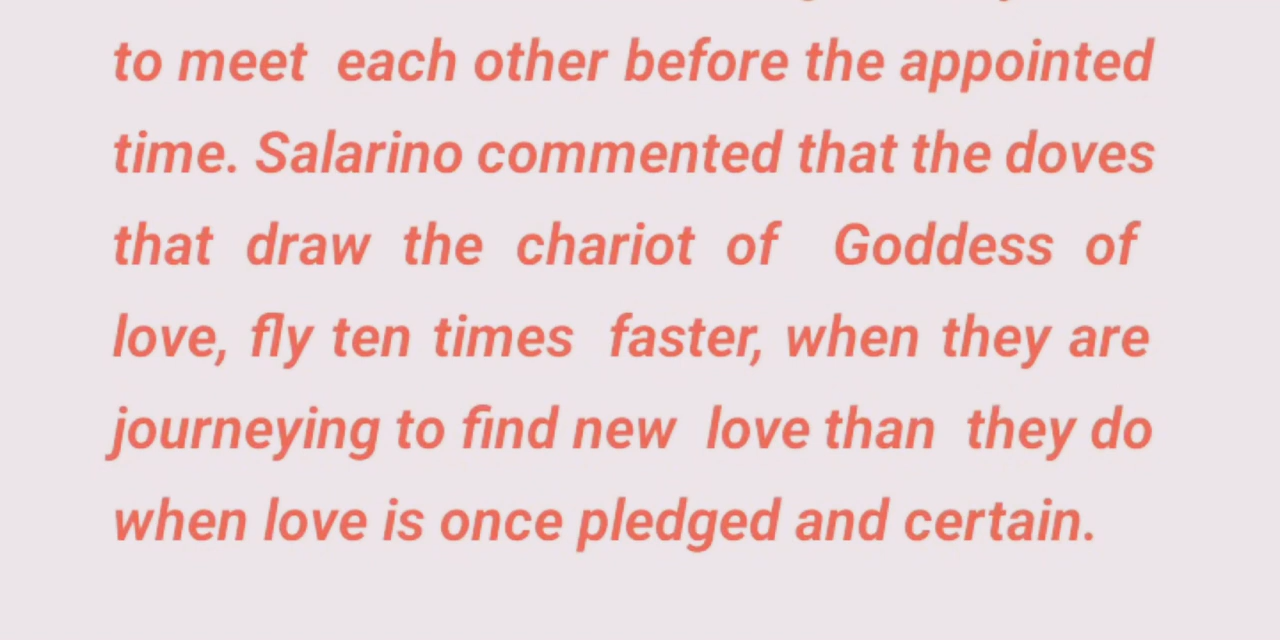 to meet each other before the appointed
time. Salarino commented that the doves
that draw the chariot of Goddess of
love, fly ten times faster, when they are
journeying to find new love than they do
when love is once pledged and certain.